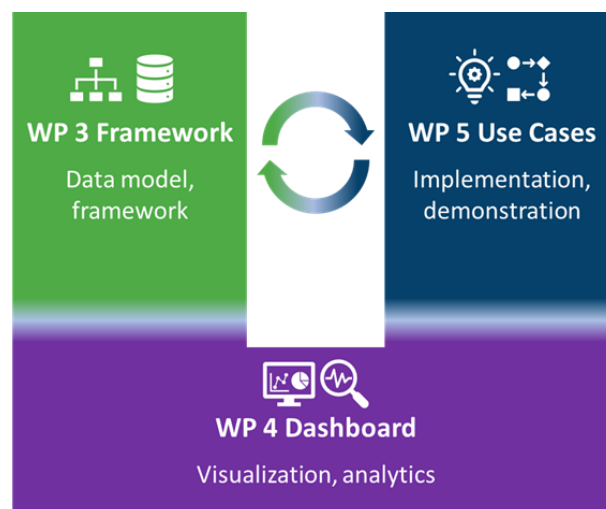 WP 3 Framework
Data model,
framework
WP 5 Use Cases
Implementation,
demonstration
WP 4 Dashboard
Visualization, analytics